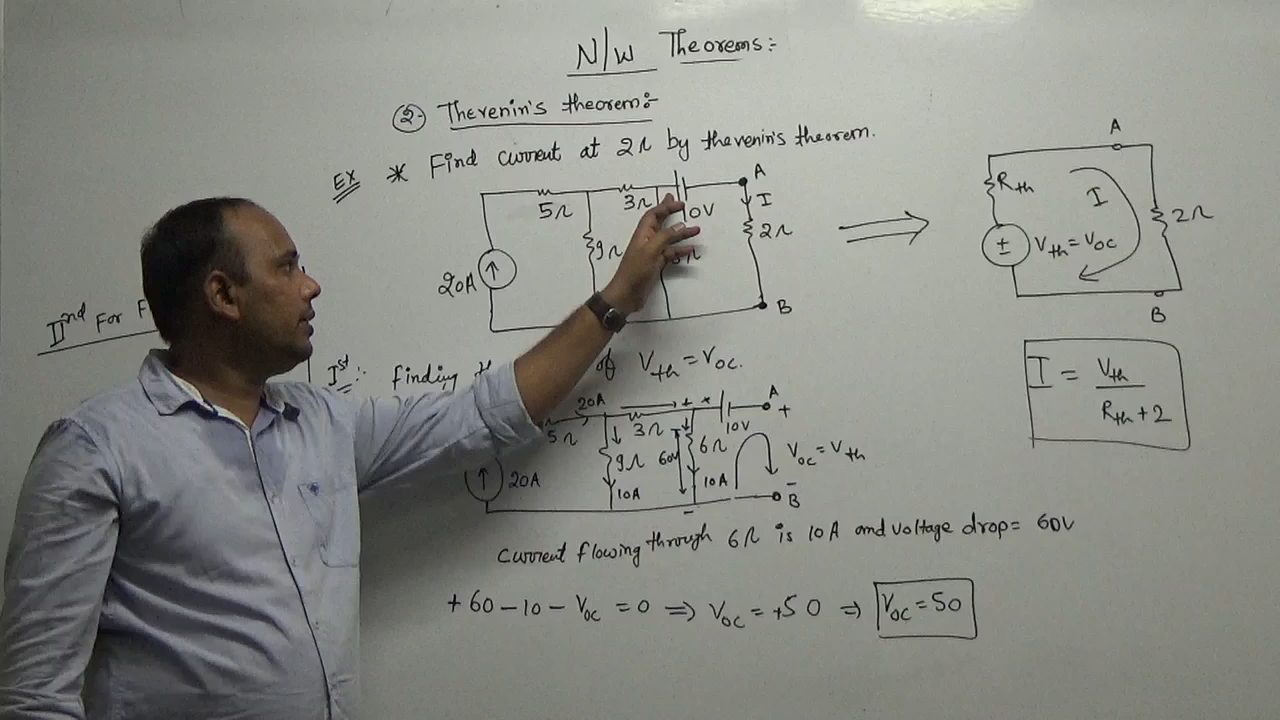 N/W Theorems:-
② Thevenin's theorem:-
Ex * Find current at 2Ω by thevenin's theorem.
5Ω 3Ω 10V A
I
9Ω 2Ω
20A
B
A
Rth
I
2Ω
± Vth = Voc
B
I = Vth / Rth + 2
IInd For
Ist:- finding of Vth = Voc.
20A + * A +
5Ω 3Ω 10V
9Ω 60V 6Ω Voc = Vth
20A 10A 10A - B
-
Current flowing through 6Ω is 10A and voltage drop = 60V
+ 60 - 10 - Voc = 0 ⇒ Voc = +50 ⇒ Voc = 50